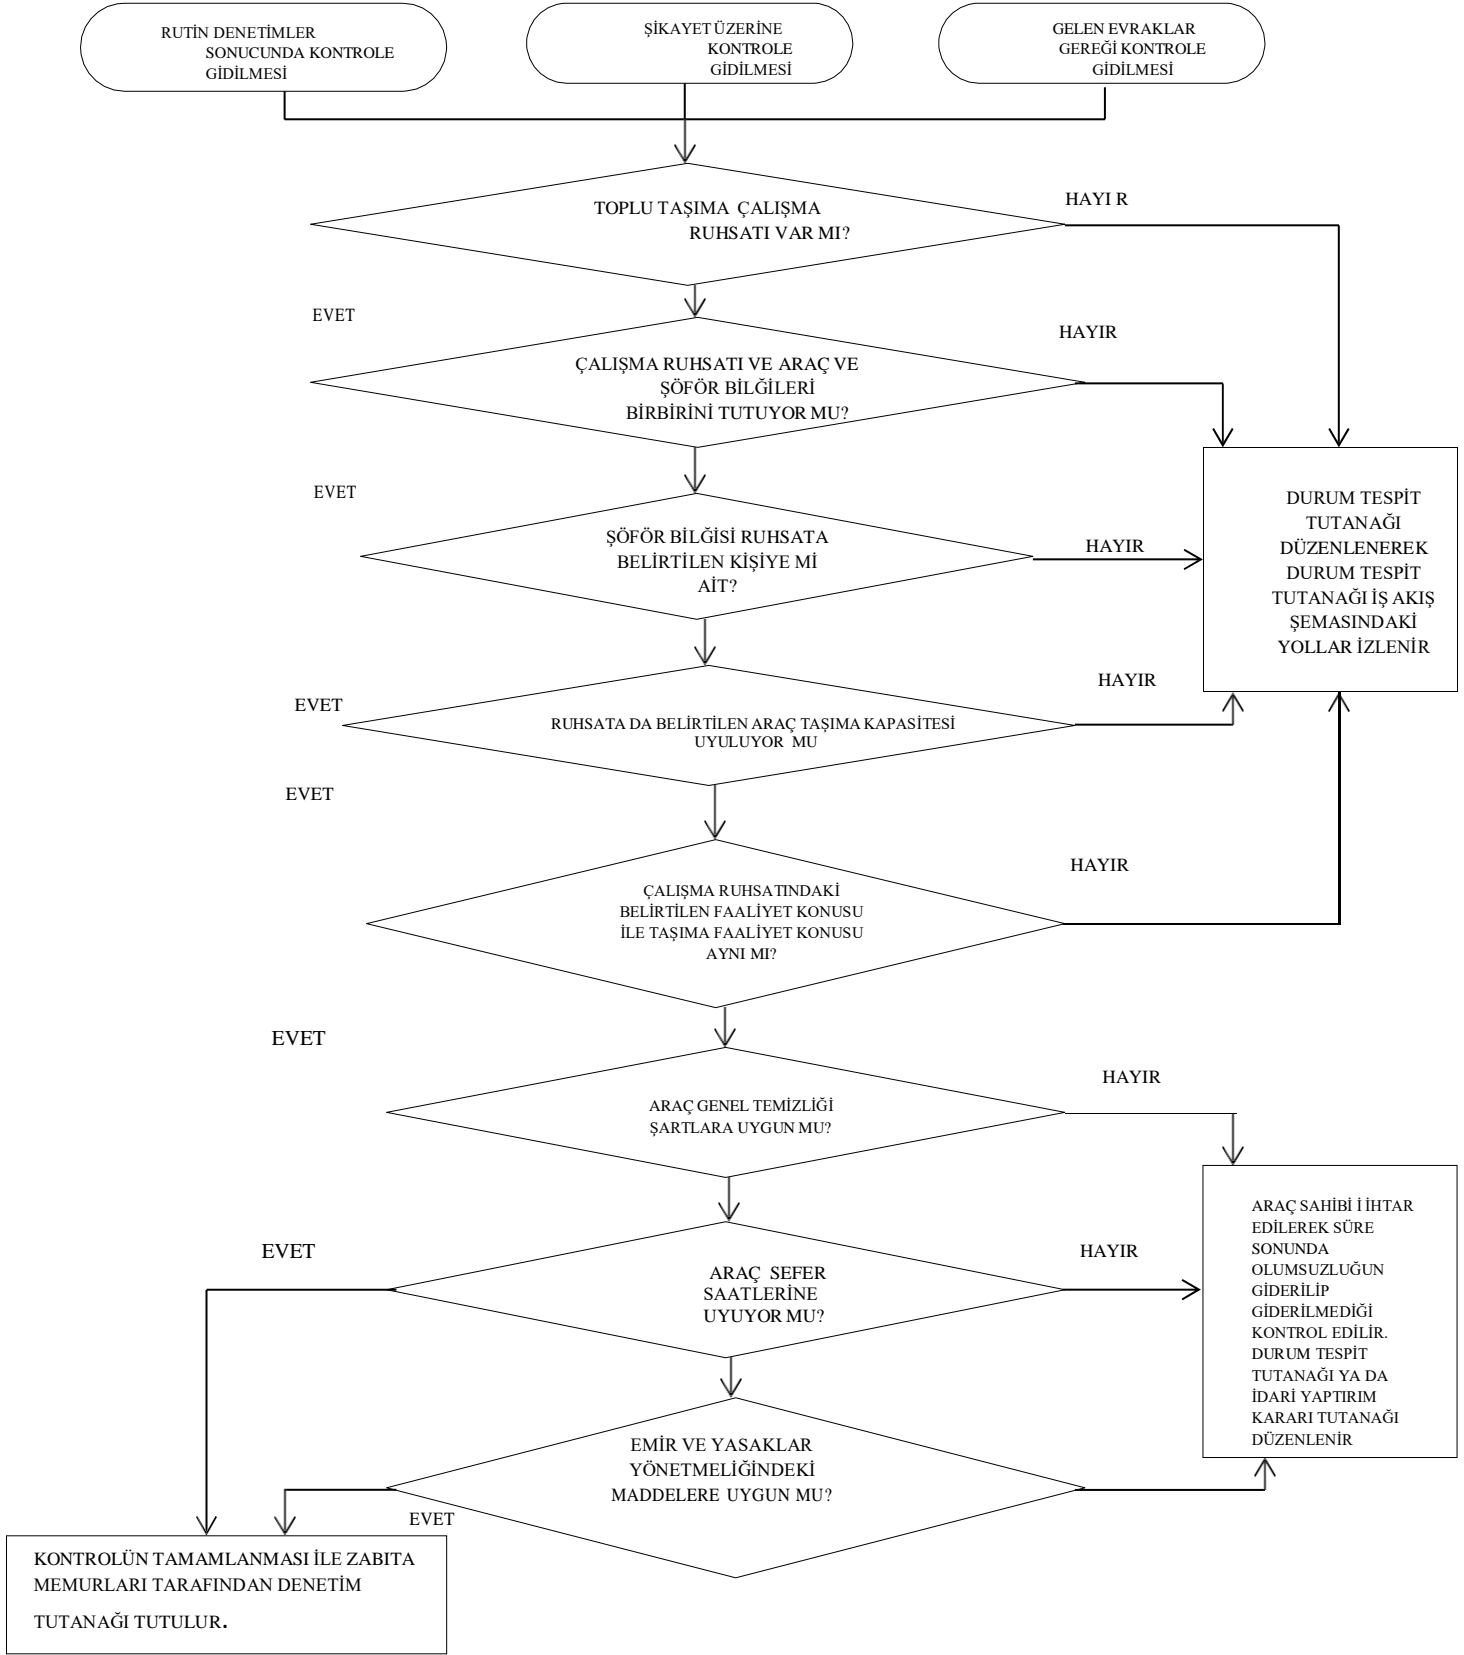 RUTİN DENETİMLER
SONUCUNDA KONTROLE
GİDİLMESİ
ŞİKAYET ÜZERİNE
KONTROLE
GİDİLMESİ
GELEN EVRAKLAR
GEREĞİ KONTROLE
GİDİLMESİ
TOPLU TAŞIMA ÇALIŞMA
RUHSATI VAR MI?
HAYI R
EVET
HAYIR
ÇALIŞMA RUHSATI VE ARAÇ VE
ŞÖFÖR BİLĞİLERİ
BİRBİRİNİ TUTUYOR MU?
EVET
ŞÖFÖR BİLĞİSİ RUHSATA
BELİRTİLEN KİŞİYE Mİ
AİT?
HAYIR
DURUM TESPİT
TUTANAĞI
DÜZENLENEREK
DURUM TESPİT
TUTANAĞI İŞ AKIŞ
ŞEMASINDAKİ
YOLLAR İZLENİR
HAYIR
EVET
RUHSATA DA BELİRTİLEN ARAÇ TAŞIMA KAPASİTESİ
UYULUYOR MU
EVET
HAYIR
ÇALIŞMA RUHSATINDAKİ
BELİRTİLEN FAALİYET KONUSU
İLE TAŞIMA FAALİYET KONUSU
AYNI MI?
EVET
HAYIR
ARAÇ GENEL TEMİZLİĞİ
ŞARTLARA UYGUN MU?
EVET
HAYIR
ARAÇ SEFER
SAATLERİNE
UYUYOR MU?
ARAÇ SAHİBİ İ İHTAR
EDİLEREK SÜRE
SONUNDA
OLUMSUZLUĞUN
GİDERİLİP
GİDERİLMEDİĞİ
KONTROL EDİLİR.
DURUM TESPİT
TUTANAĞI YA DA
İDARİ YAPTIRIM
KARARI TUTANAĞI
DÜZENLENİR
EMİR VE YASAKLAR
YÖNETMELİĞİNDEKİ
MADDELERE UYGUN MU?
EVET
KONTROLÜN TAMAMLANMASI İLE ZABITA
MEMURLARI TARAFINDAN DENETİM
TUTANAĞI TUTULUR.